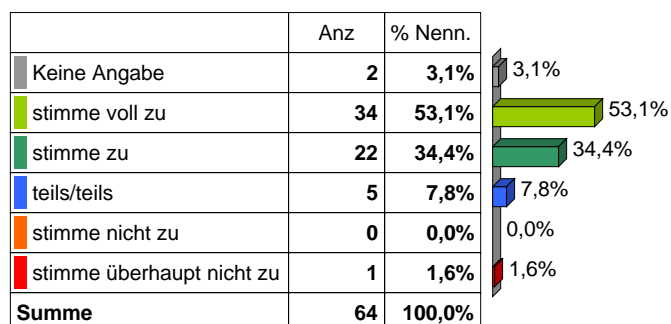 Anz % Nenn.
Keine Angabe 2 3,1% 3,1%
stimme voll zu 34 53,1% 53,1%
stimme zu 22 34,4% 34,4%
teils/teils 5 7,8% 7,8%
stimme nicht zu 0 0,0% 0,0%
stimme überhaupt nicht zu 1 1,6% 1,6%
Summe 64 100,0%